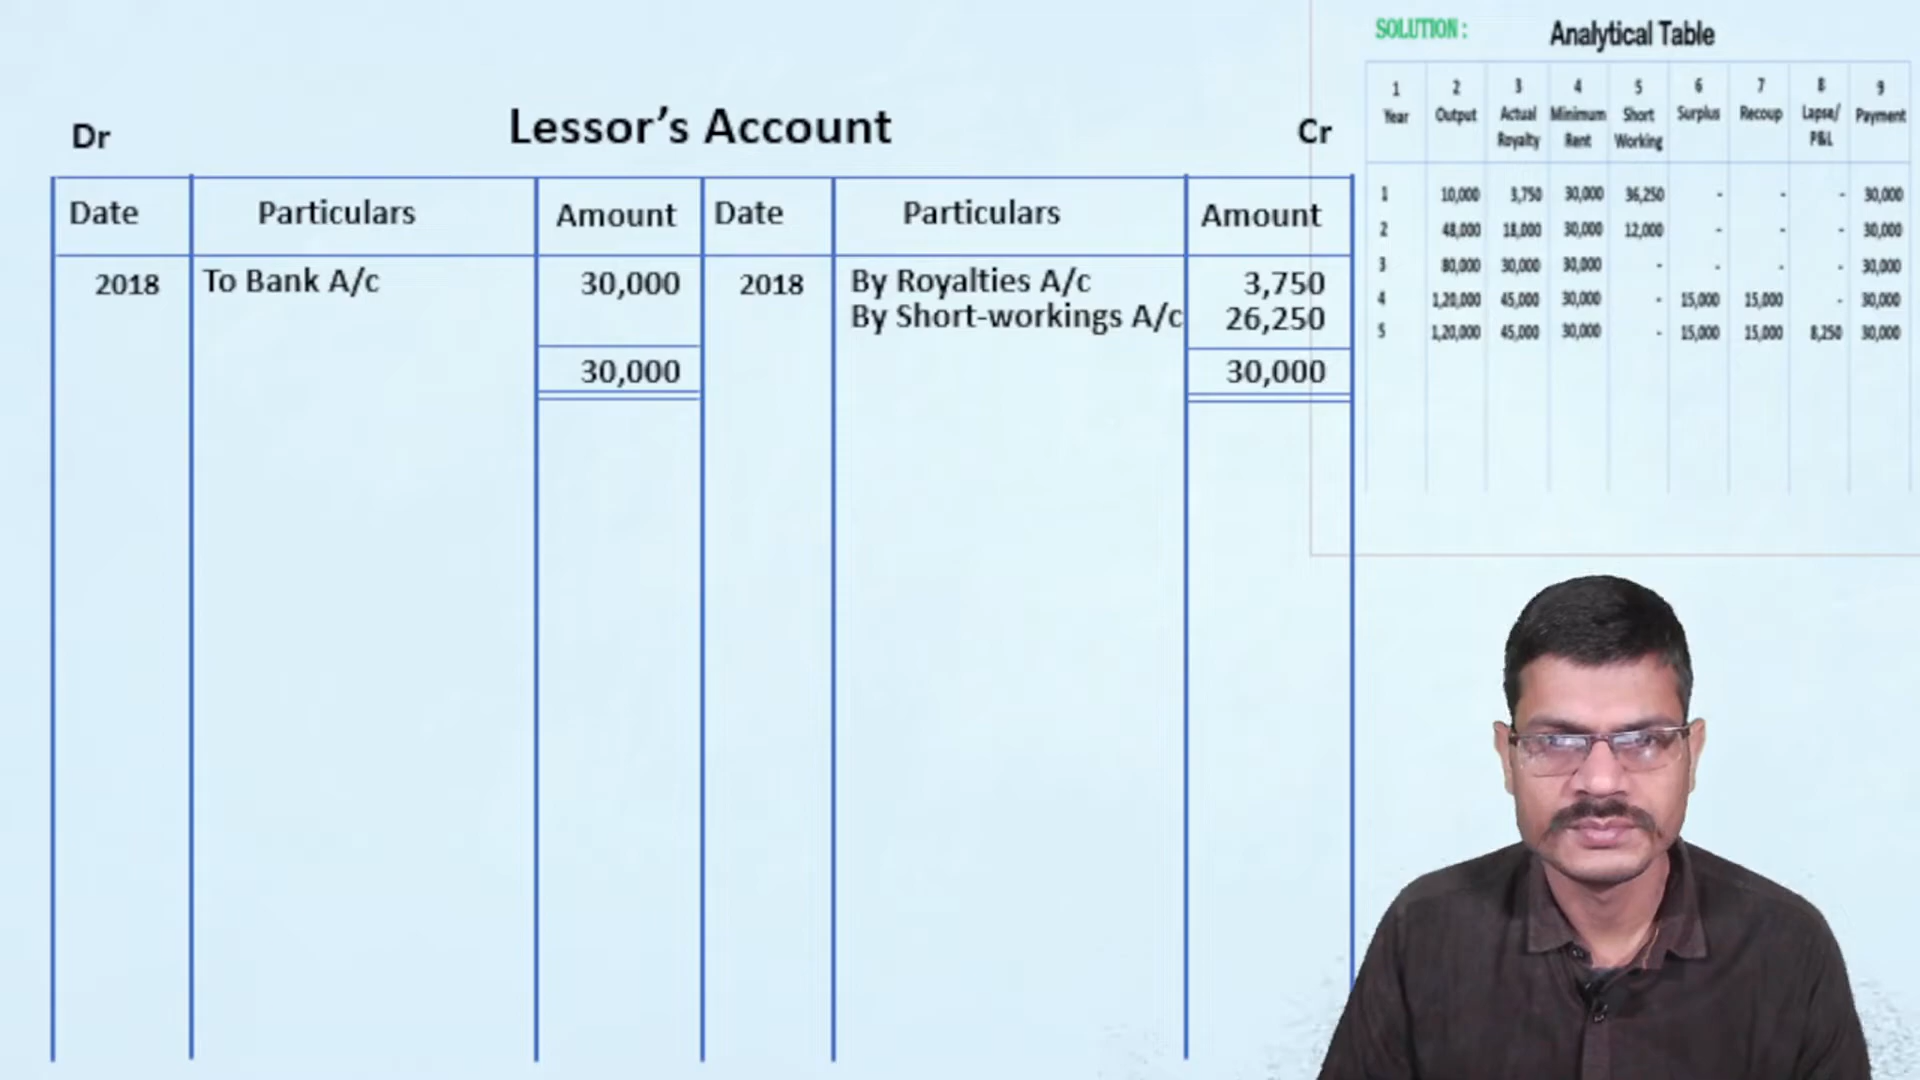 Lessor’s Account
Dr
Cr
Date Particulars Amount Date Particulars Amount
2018 To Bank A/c 30,000 2018 By Royalties A/c 3,750
By Short-workings A/c 26,250
30,000 30,000
SOLUTION : Analytical Table
1 2 3 4 5 6 7 8 9
Year Output Actual Minimum Short Surplus Recoup Lapse/ Payment
Royalty Rent Working P&L
1 10,000 3,750 30,000 36,250 - - - 30,000
2 48,000 18,000 30,000 12,000 - - - 30,000
3 80,000 30,000 30,000 - - - - 30,000
4 1,20,000 45,000 30,000 - 15,000 15,000 - 30,000
5 1,20,000 45,000 30,000 - 15,000 15,000 8,250 30,000